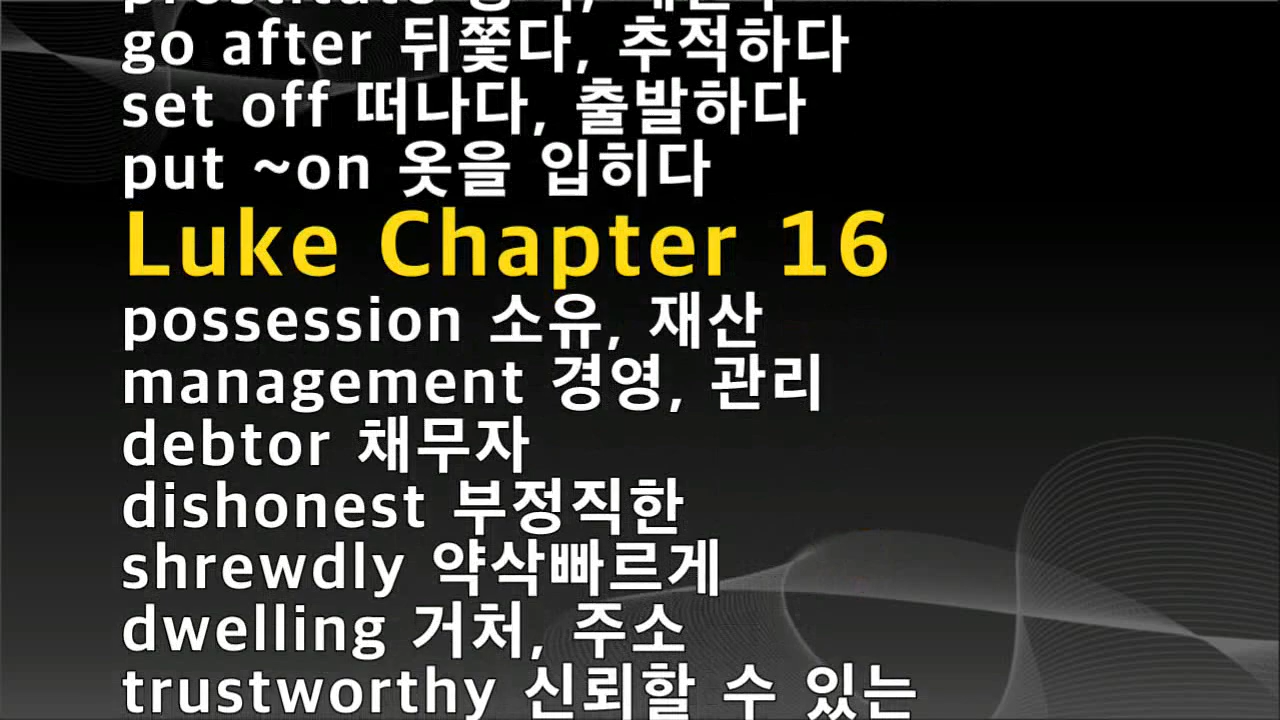 go after 뒤쫓다, 추적하다
set off 떠나다, 출발하다
put ~on 옷을 입히다
Luke Chapter 16
possession 소유, 재산
management 경영, 관리
debtor 채무자
dishonest 부정직한
shrewdly 약삭빠르게
dwelling 거처, 주소
trustworthy 신뢰할 수 있는